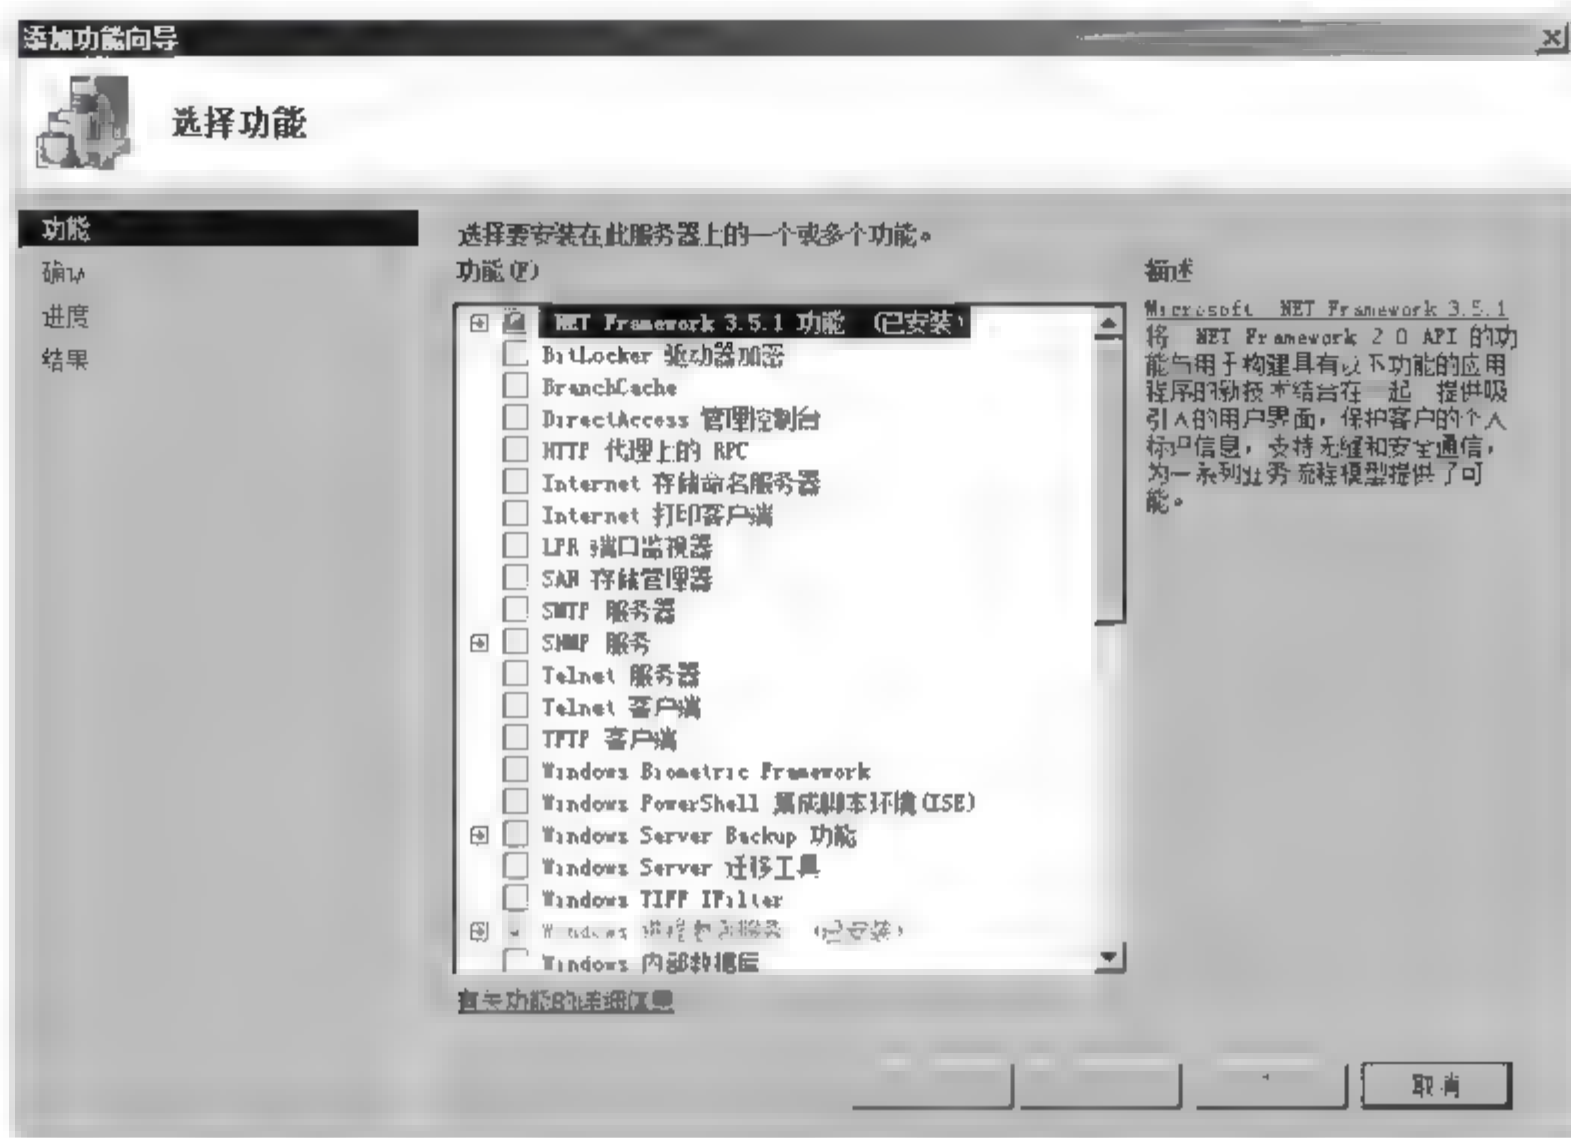 添加功能向导
选择功能
功能
确认
进度
结果
选择要安装在此服务器上的一个或多个功能。
功能(F)
.NET Framework 3.5.1 功能 (已安装)
BitLocker 驱动器加密
BranchCache
DirectAccess 管理控制台
HTTP 代理上的 RPC
Internet 存储命名服务器
Internet 打印客户端
LPR 端口监视器
SAN 存储管理器
SMTP 服务器
SNMP 服务
Telnet 服务器
Telnet 客户端
TFTP 客户端
Windows Biometric Framework
Windows PowerShell 集成脚本环境(ISE)
Windows Server Backup 功能
Windows Server 迁移工具
Windows TIFF IFilter
Windows 进程激活服务 (已安装)
Windows 内部数据库
有关功能的详细信息
描述
Microsoft .NET Framework 3.5.1
将 .NET Framework 2.0 API 的功
能与用于构建具有以下功能的应用
程序的新技术结合在一起: 提供吸
引人的用户界面,保护客户的个人
标识信息,支持无缝和安全通信,
为一系列业务流程模型提供了可
能。
取消